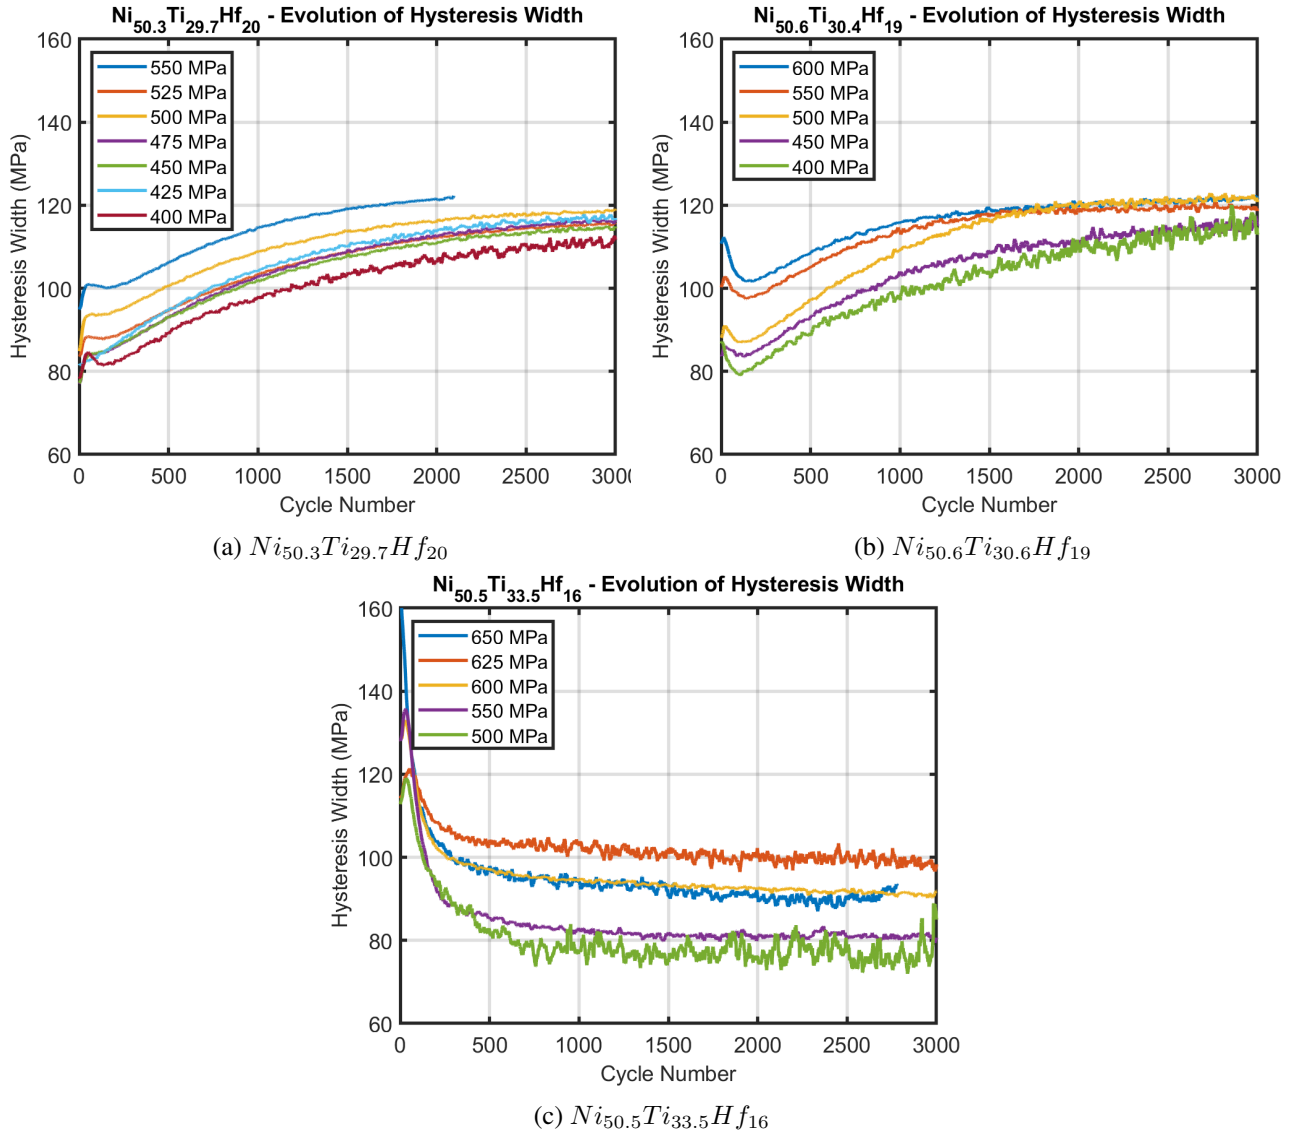 Ni50.3Ti29.7Hf20 - Evolution of Hysteresis Width
160
140
120
100
80
60
Hysteresis Width (MPa)
550 MPa
525 MPa
500 MPa
475 MPa
450 MPa
425 MPa
400 MPa
0 500 1000 1500 2000 2500 3000
Cycle Number
(a) Ni50.3Ti29.7Hf20
Ni50.6Ti30.4Hf19 - Evolution of Hysteresis Width
160
140
120
100
80
60
Hysteresis Width (MPa)
600 MPa
550 MPa
500 MPa
450 MPa
400 MPa
0 500 1000 1500 2000 2500 3000
Cycle Number
(b) Ni50.6Ti30.6Hf19
Ni50.5Ti33.5Hf16 - Evolution of Hysteresis Width
160
140
120
100
80
60
Hysteresis Width (MPa)
650 MPa
625 MPa
600 MPa
550 MPa
500 MPa
0 500 1000 1500 2000 2500 3000
Cycle Number
(c) Ni50.5Ti33.5Hf16